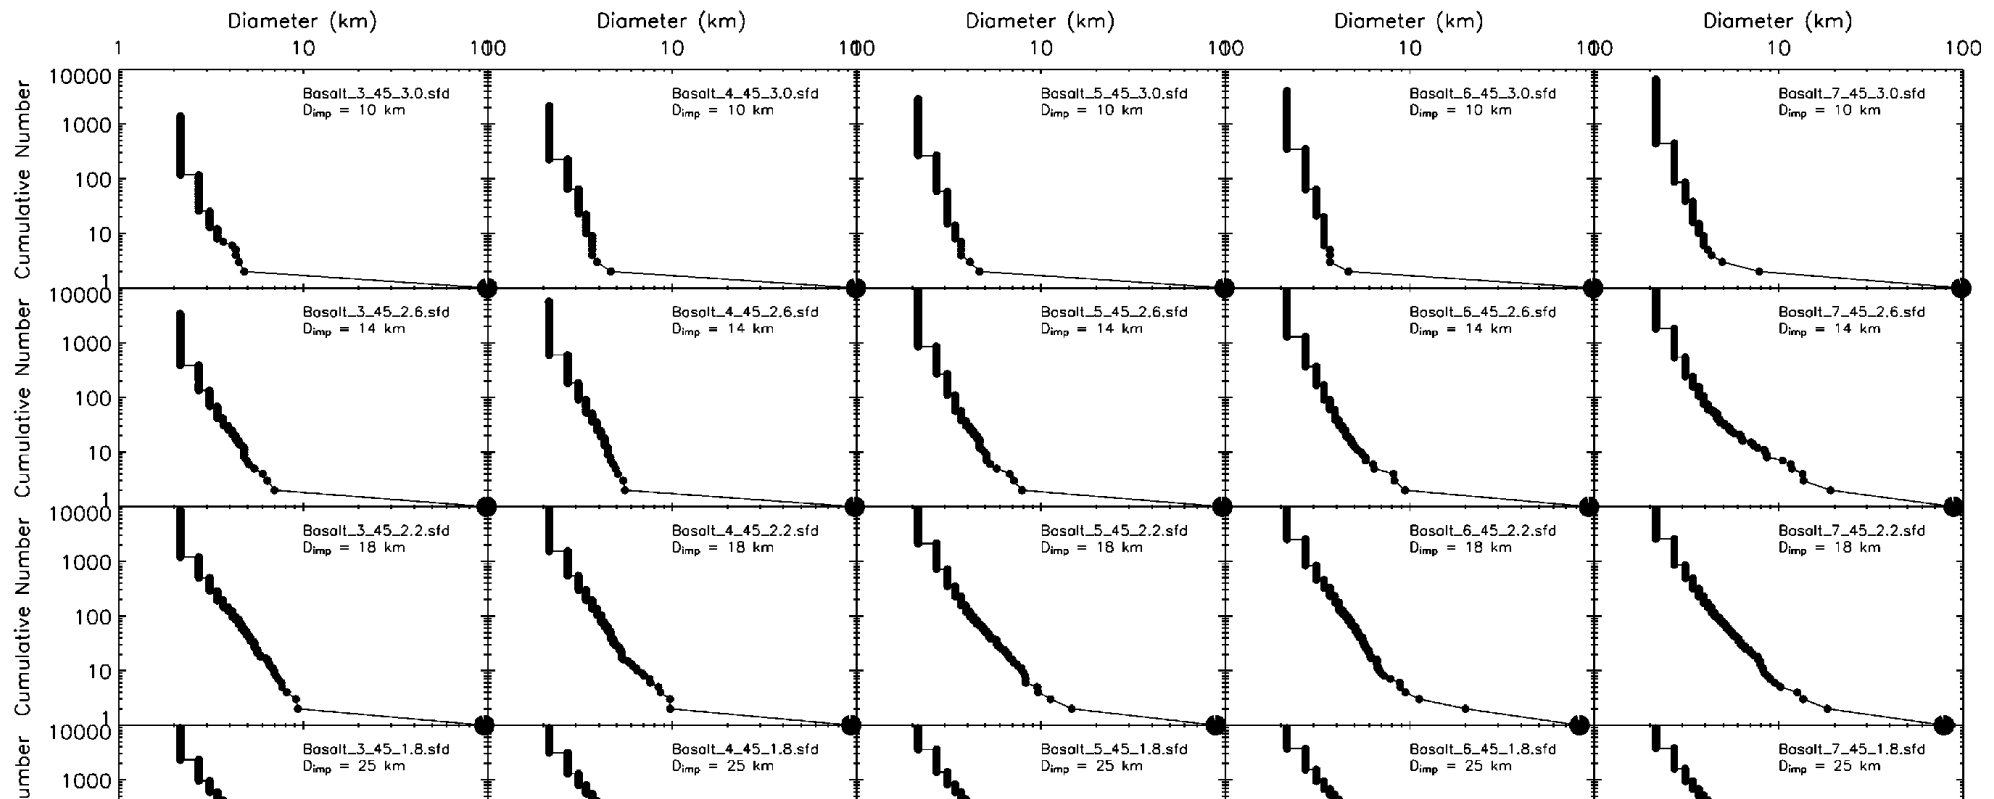 Diameter (km) Diameter (km) Diameter (km) Diameter (km) Diameter (km)
1 10 100 10 100 10 100 10 100 10 100
Cumulative Number
10000
1000
100
10
1
Basalt_3_45_3.0.sfd
Dimp = 10 km
Basalt_4_45_3.0.sfd
Dimp = 10 km
Basalt_5_45_3.0.sfd
Dimp = 10 km
Basalt_6_45_3.0.sfd
Dimp = 10 km
Basalt_7_45_3.0.sfd
Dimp = 10 km
Cumulative Number
10000
1000
100
10
1
Basalt_3_45_2.6.sfd
Dimp = 14 km
Basalt_4_45_2.6.sfd
Dimp = 14 km
Basalt_5_45_2.6.sfd
Dimp = 14 km
Basalt_6_45_2.6.sfd
Dimp = 14 km
Basalt_7_45_2.6.sfd
Dimp = 14 km
Cumulative Number
10000
1000
100
10
1
Basalt_3_45_2.2.sfd
Dimp = 18 km
Basalt_4_45_2.2.sfd
Dimp = 18 km
Basalt_5_45_2.2.sfd
Dimp = 18 km
Basalt_6_45_2.2.sfd
Dimp = 18 km
Basalt_7_45_2.2.sfd
Dimp = 18 km
umber
10000
1000
Basalt_3_45_1.8.sfd
Dimp = 25 km
Basalt_4_45_1.8.sfd
Dimp = 25 km
Basalt_5_45_1.8.sfd
Dimp = 25 km
Basalt_6_45_1.8.sfd
Dimp = 25 km
Basalt_7_45_1.8.sfd
Dimp = 25 km